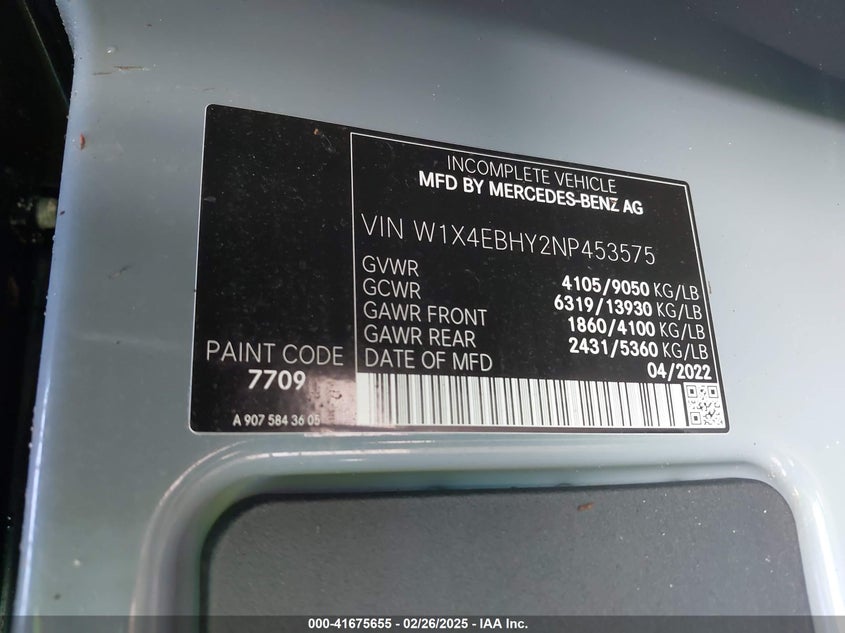 INCOMPLETE VEHICLE
MFD BY MERCEDES-BENZ AG
VIN W1X4EBHY2NP453575
GVWR 4105/9050 KG/LB
GCWR 6319/13930 KG/LB
GAWR FRONT 1860/4100 KG/LB
GAWR REAR 2431/5360 KG/LB
DATE OF MFD 04/2022
PAINT CODE
7709
A 907 584 36 05
000-41675655 - 02/26/2025 - IAA Inc.